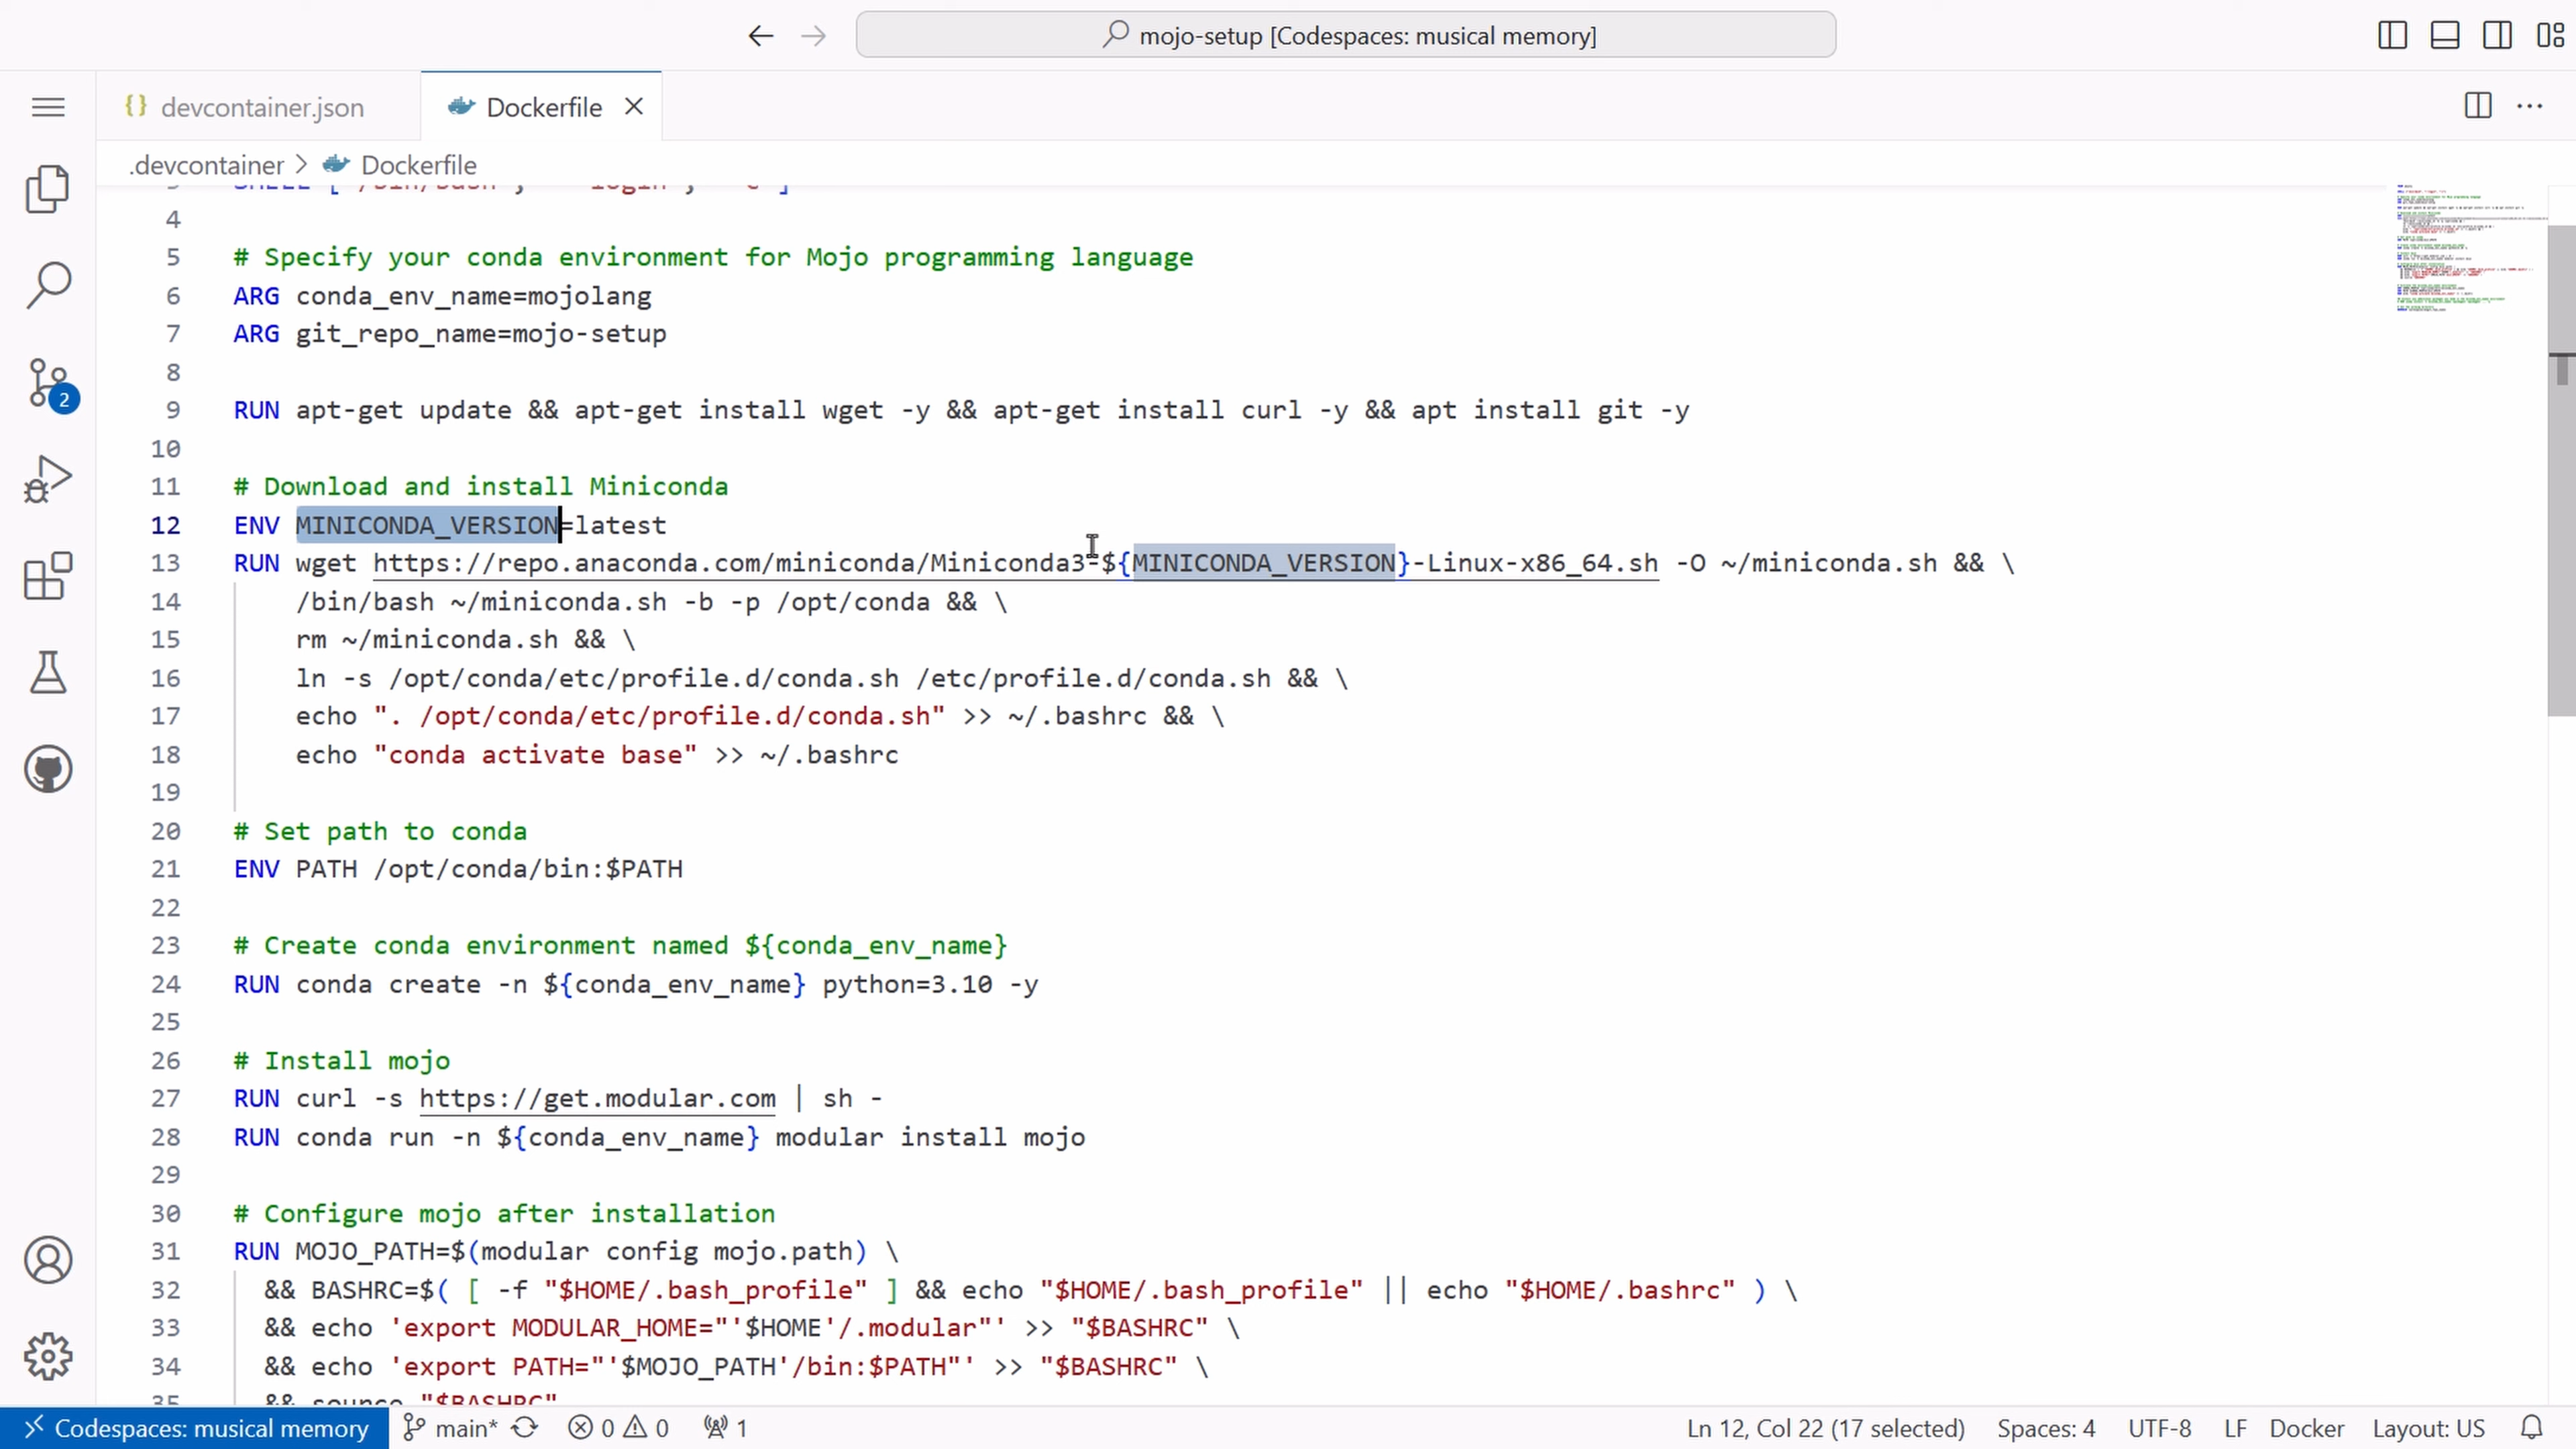 mojo-setup [Codespaces: musical memory]
{} devcontainer.json
Dockerfile
.devcontainer > Dockerfile
4
5 # Specify your conda environment for Mojo programming language
6 ARG conda_env_name=mojolang
7 ARG git_repo_name=mojo-setup
8
9 RUN apt-get update && apt-get install wget -y && apt-get install curl -y && apt install git -y
10
11 # Download and install Miniconda
12 ENV MINICONDA_VERSION=latest
13 RUN wget https://repo.anaconda.com/miniconda/Miniconda3-${MINICONDA_VERSION}-Linux-x86_64.sh -O ~/miniconda.sh && \
14 /bin/bash ~/miniconda.sh -b -p /opt/conda && \
15 rm ~/miniconda.sh && \
16 ln -s /opt/conda/etc/profile.d/conda.sh /etc/profile.d/conda.sh && \
17 echo ". /opt/conda/etc/profile.d/conda.sh" >> ~/.bashrc && \
18 echo "conda activate base" >> ~/.bashrc
19
20 # Set path to conda
21 ENV PATH /opt/conda/bin:$PATH
22
23 # Create conda environment named ${conda_env_name}
24 RUN conda create -n ${conda_env_name} python=3.10 -y
25
26 # Install mojo
27 RUN curl -s https://get.modular.com | sh -
28 RUN conda run -n ${conda_env_name} modular install mojo
29
30 # Configure mojo after installation
31 RUN MOJO_PATH=$(modular config mojo.path) \
32 && BASHRC=$( [ -f "$HOME/.bash_profile" ] && echo "$HOME/.bash_profile" || echo "$HOME/.bashrc" ) \
33 && echo 'export MODULAR_HOME="'$HOME'/.modular"' >> "$BASHRC" \
34 && echo 'export PATH="'$MOJO_PATH'/bin:$PATH"' >> "$BASHRC" \
35 && source "$BASHRC"
2
Codespaces: musical memory main* 0 0 1 Ln 12, Col 22 (17 selected) Spaces: 4 UTF-8 LF Docker Layout: US